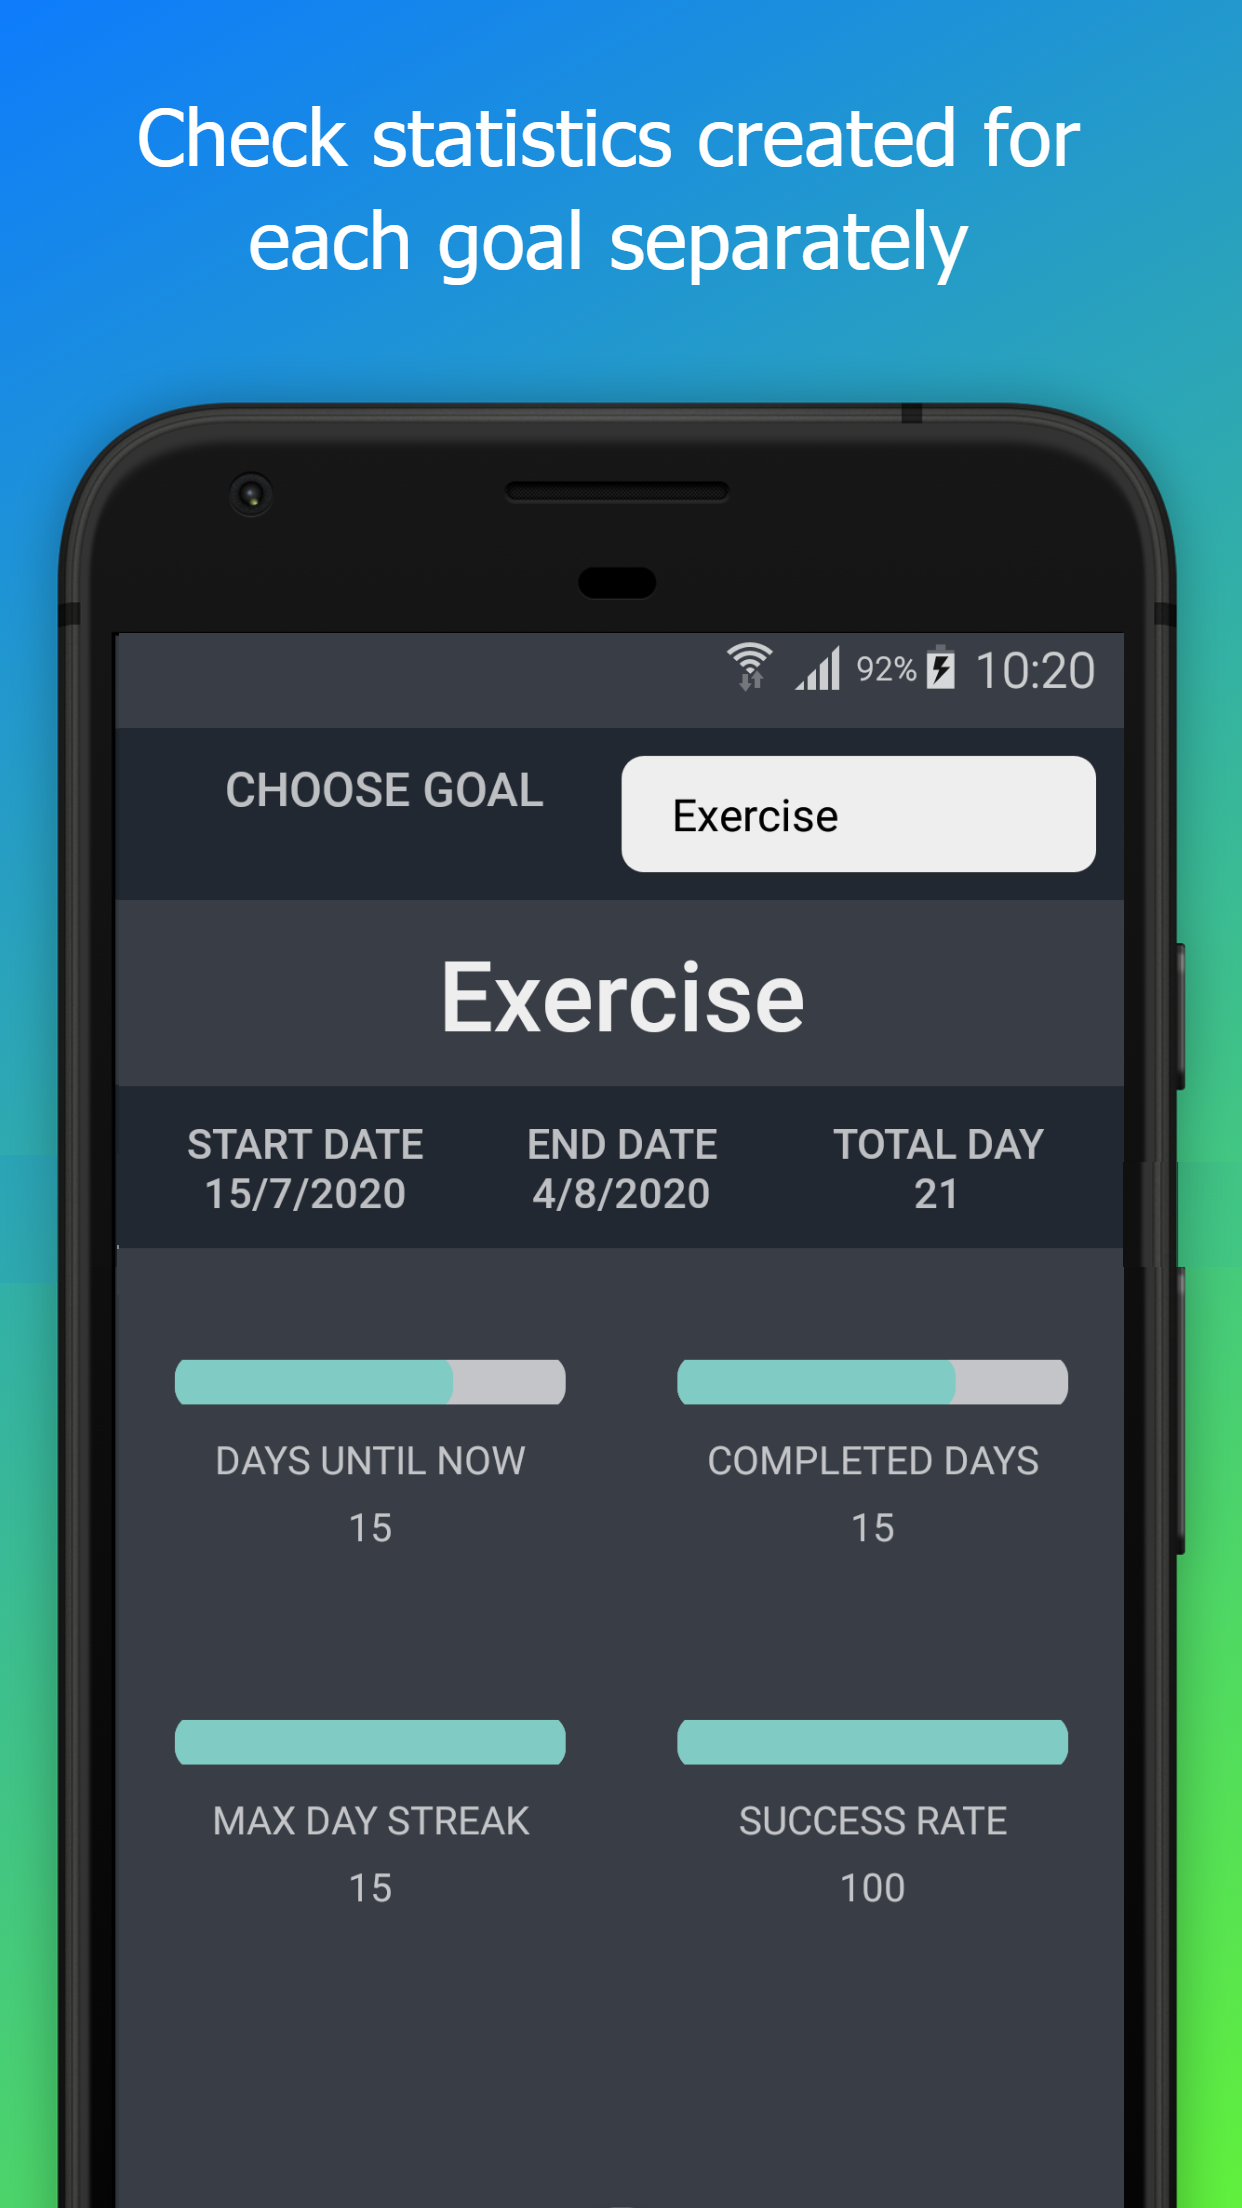 Check statistics created for
each goal separately
92% 10:20
CHOOSE GOAL
Exercise
Exercise
START DATE END DATE TOTAL DAY
15/7/2020 4/8/2020 21
DAYS UNTIL NOW COMPLETED DAYS
15 15
MAX DAY STREAK SUCCESS RATE
15 100